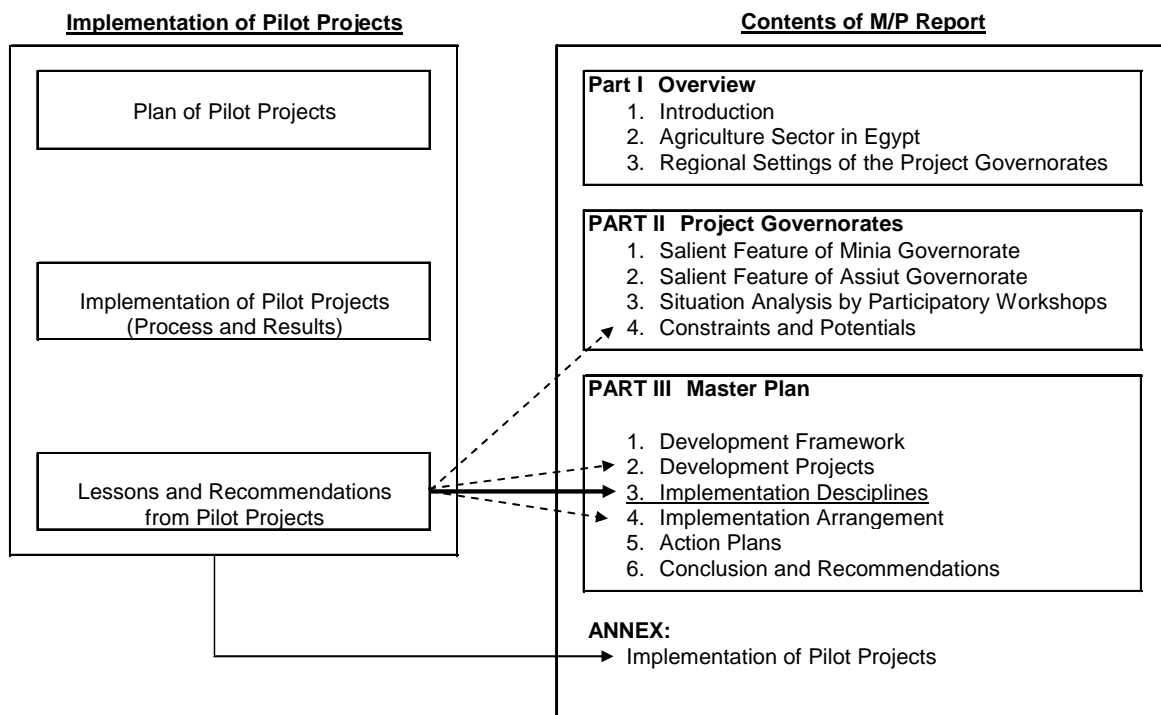 Implementation of Pilot Projects
Plan of Pilot Projects
Implementation of Pilot Projects
(Process and Results)
Lessons and Recommendations
from Pilot Projects
Contents of M/P Report
Part I Overview
1. Introduction
2. Agriculture Sector in Egypt
3. Regional Settings of the Project Governorates
PART II Project Governorates
1. Salient Feature of Minia Governorate
2. Salient Feature of Assiut Governorate
3. Situation Analysis by Participatory Workshops
4. Constraints and Potentials
PART III Master Plan
1. Development Framework
2. Development Projects
3. Implementation Desciplines
4. Implementation Arrangement
5. Action Plans
6. Conclusion and Recommendations
ANNEX:
Implementation of Pilot Projects